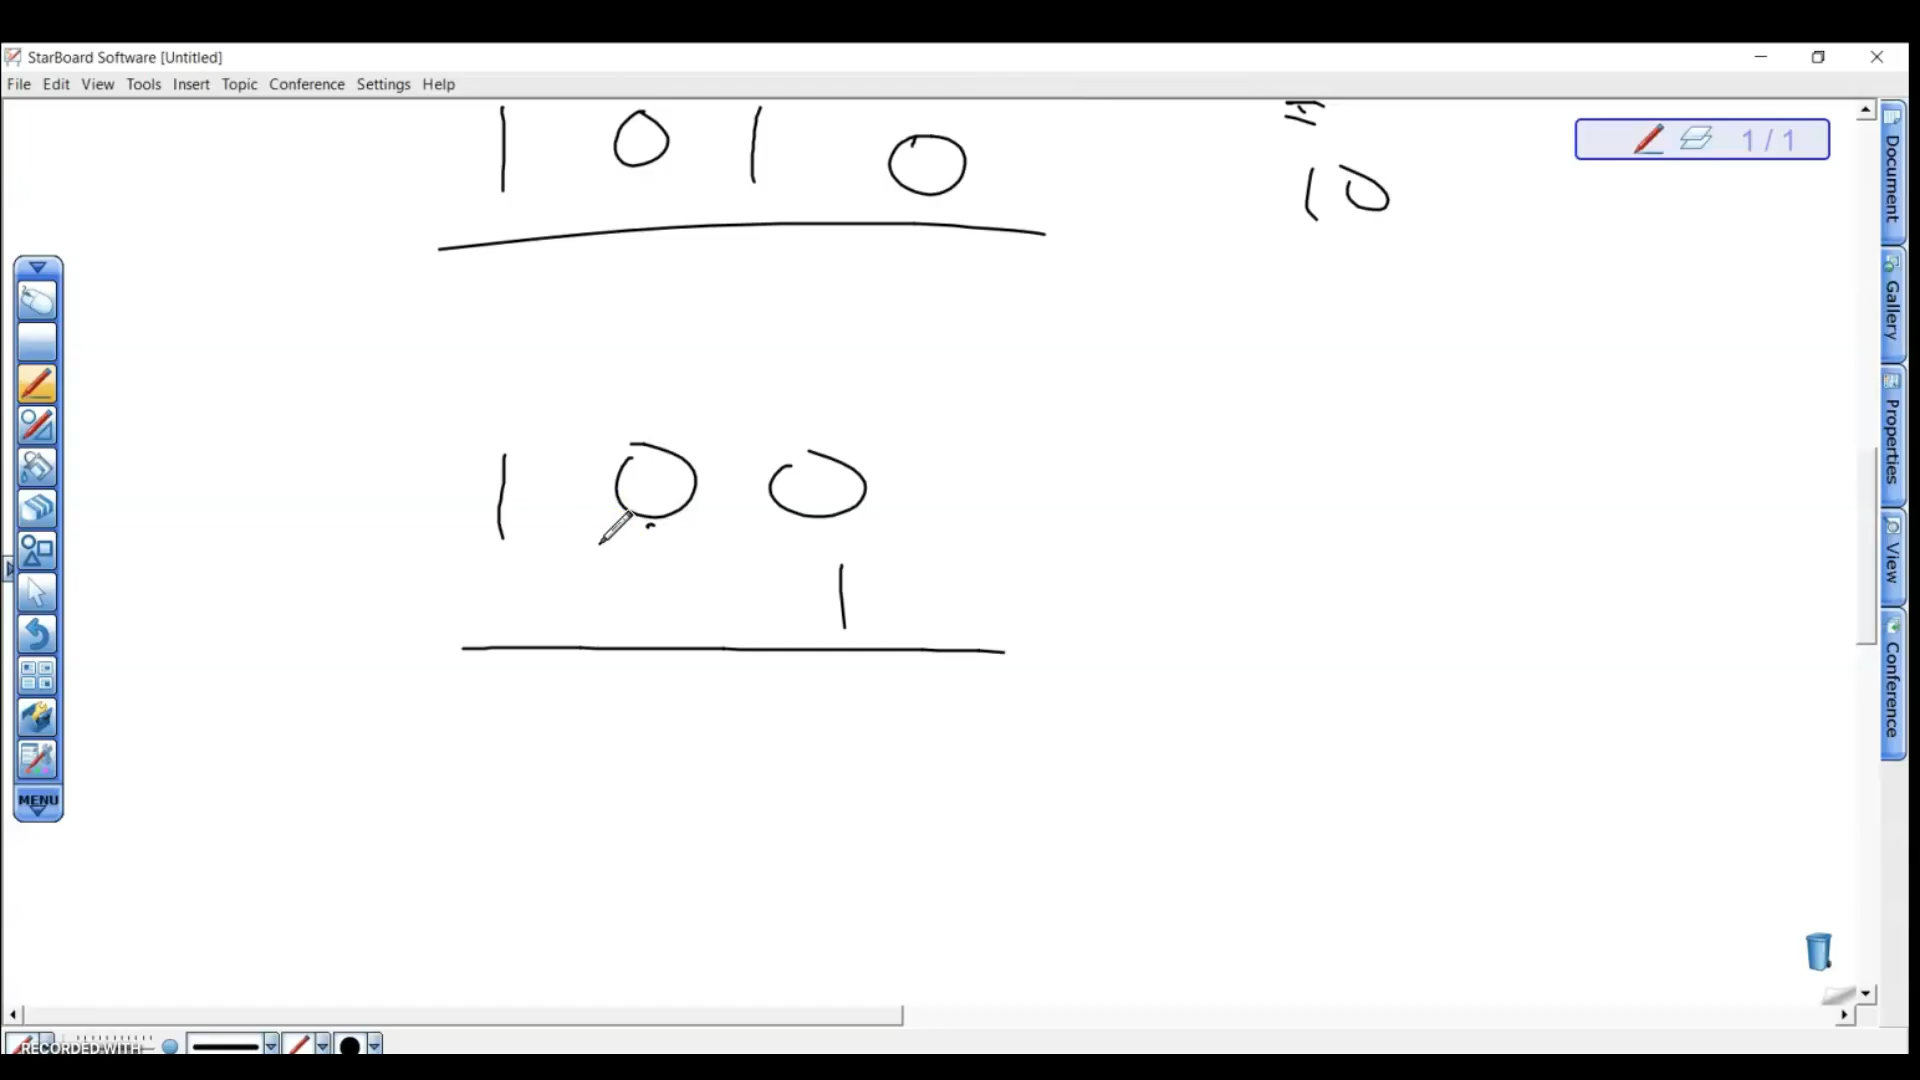 StarBoard Software [Untitled]
File Edit View Tools Insert Topic Conference Settings Help
1 0 1 0
10
1 / 1
Document
Gallery
Properties
View
Conference
1 0 0
1
MENU
RECORDED WITH